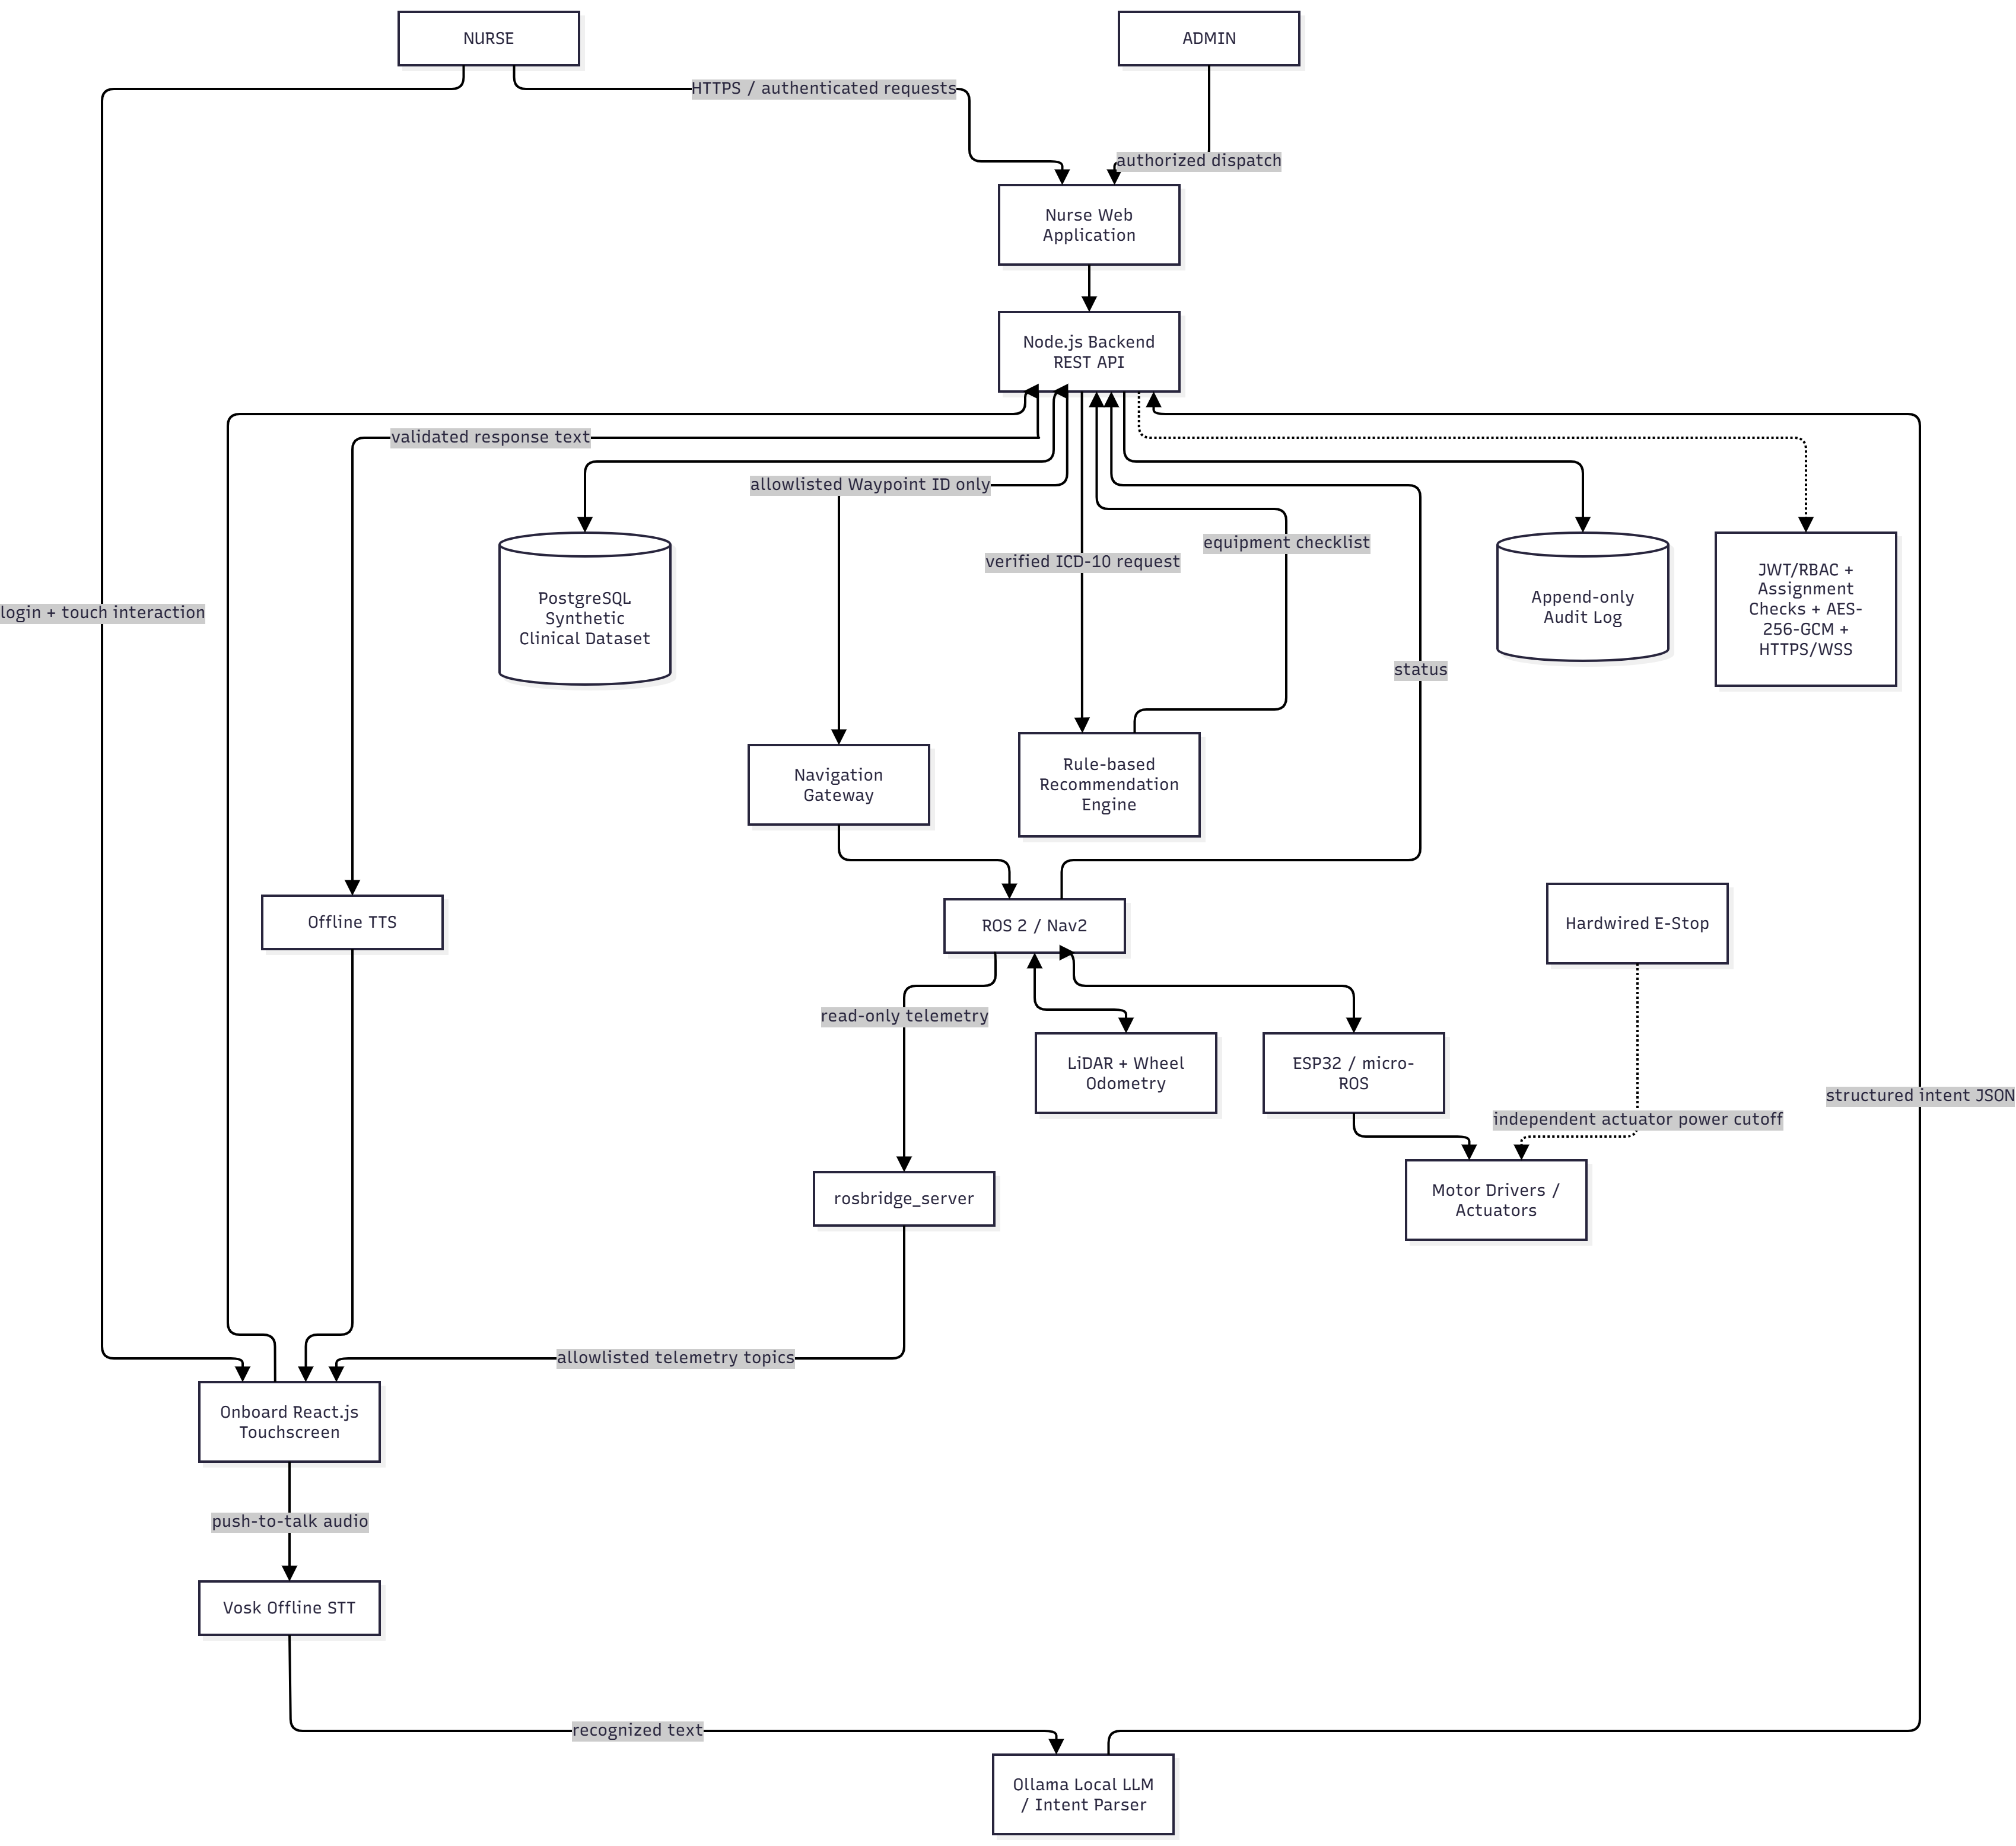 NURSE
ADMIN
HTTPS / authenticated requests
authorized dispatch
Nurse Web
Application
Node.js Backend
REST API
validated response text
allowlisted Waypoint ID only
equipment checklist
verified ICD-10 request
PostgreSQL
Synthetic
Clinical Dataset
Append-only
Audit Log
JWT/RBAC +
Assignment
Checks + AES-
256-GCM +
HTTPS/WSS
login + touch interaction
status
Navigation
Gateway
Rule-based
Recommendation
Engine
Offline TTS
ROS 2 / Nav2
Hardwired E-Stop
read-only telemetry
LiDAR + Wheel
Odometry
ESP32 / micro-
ROS
structured intent JSON
independent actuator power cutoff
rosbridge_server
Motor Drivers /
Actuators
allowlisted telemetry topics
Onboard React.js
Touchscreen
push-to-talk audio
Vosk Offline STT
recognized text
Ollama Local LLM
/ Intent Parser